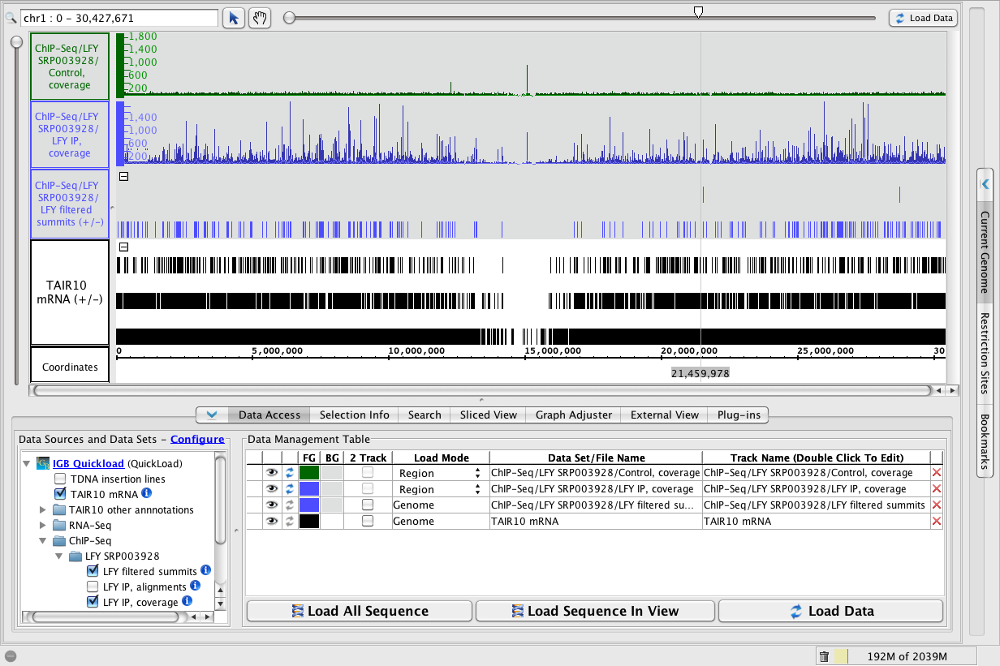 chr1 : 0 – 30,427,671
Load Data
ChIP-Seq/LFY
SRP003928/
Control,
coverage
1,800
1,400
1,000
600
200
ChIP-Seq/LFY
SRP003928/
LFY IP,
coverage
1,400
1,000
600
200
ChIP-Seq/LFY
SRP003928/
LFY filtered
summits (+/-)
TAIR10
mRNA (+/-)
Coordinates
0 5,000,000 10,000,000 15,000,000 20,000,000 25,000,000 30
21,459,978
Current Genome
Restriction Sites
Bookmarks
Data Access Selection Info Search Sliced View Graph Adjuster External View Plug-ins
Data Sources and Data Sets – Configure
IGB Quickload (QuickLoad)
TDNA insertion lines
TAIR10 mRNA
TAIR10 other annnotations
RNA-Seq
ChIP-Seq
LFY SRP003928
LFY filtered summits
LFY IP, alignments
LFY IP, coverage
Data Management Table
FG BG 2 Track Load Mode Data Set/File Name Track Name (Double Click To Edit)
Region ChIP-Seq/LFY SRP003928/Control, coverage ChIP-Seq/LFY SRP003928/Control, coverage
Region ChIP-Seq/LFY SRP003928/LFY IP, coverage ChIP-Seq/LFY SRP003928/LFY IP, coverage
Genome ChIP-Seq/LFY SRP003928/LFY filtered su... ChIP-Seq/LFY SRP003928/LFY filtered summits
Genome TAIR10 mRNA TAIR10 mRNA
Load All Sequence Load Sequence In View Load Data
192M of 2039M